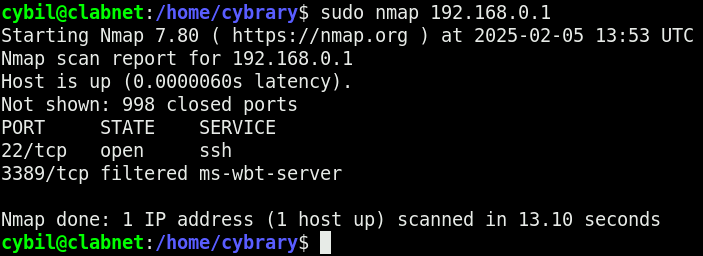 cybil@clabnet:/home/cybrary$ sudo nmap 192.168.0.1
Starting Nmap 7.80 ( https://nmap.org ) at 2025-02-05 13:53 UTC
Nmap scan report for 192.168.0.1
Host is up (0.0000060s latency).
Not shown: 998 closed ports
PORT     STATE    SERVICE
22/tcp   open     ssh
3389/tcp filtered ms-wbt-server

Nmap done: 1 IP address (1 host up) scanned in 13.10 seconds
cybil@clabnet:/home/cybrary$